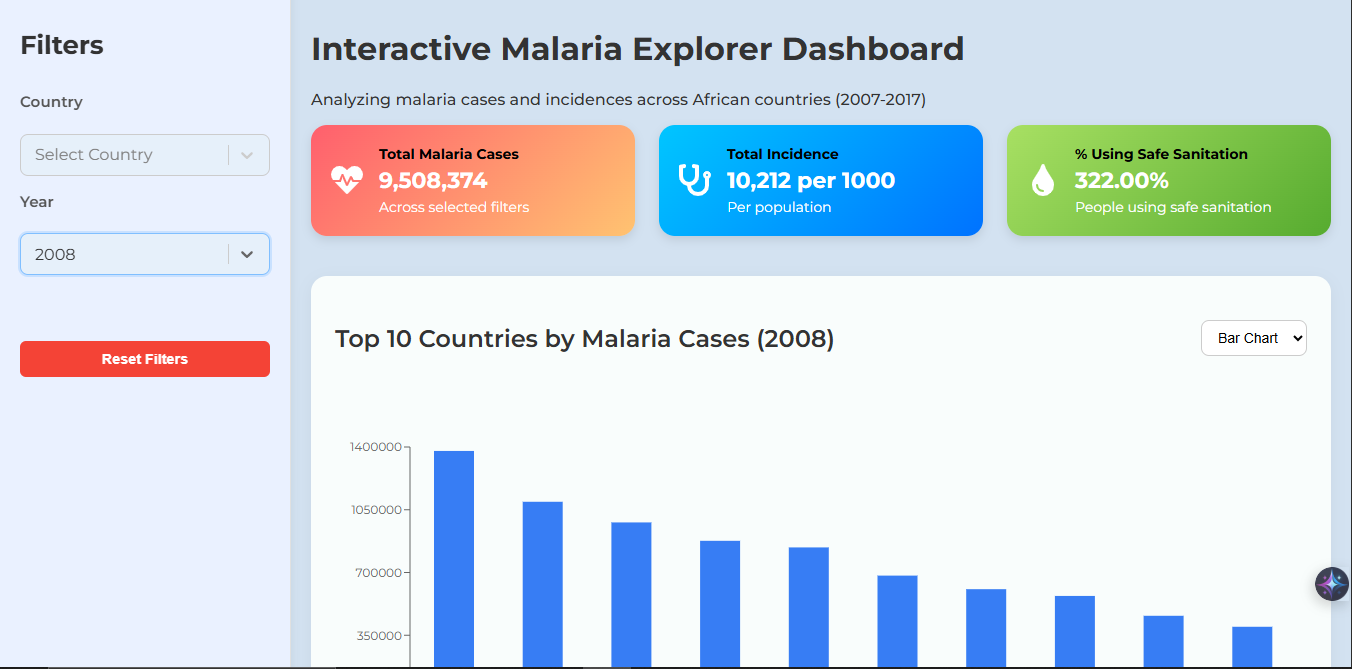 Filters
Country
Select Country
Year
2008
Reset Filters
Interactive Malaria Explorer Dashboard
Analyzing malaria cases and incidences across African countries (2007-2017)
Total Malaria Cases
9,508,374
Across selected filters
Total Incidence
10,212 per 1000
Per population
% Using Safe Sanitation
322.00%
People using safe sanitation
Top 10 Countries by Malaria Cases (2008)
Bar Chart
1400000
1050000
700000
350000